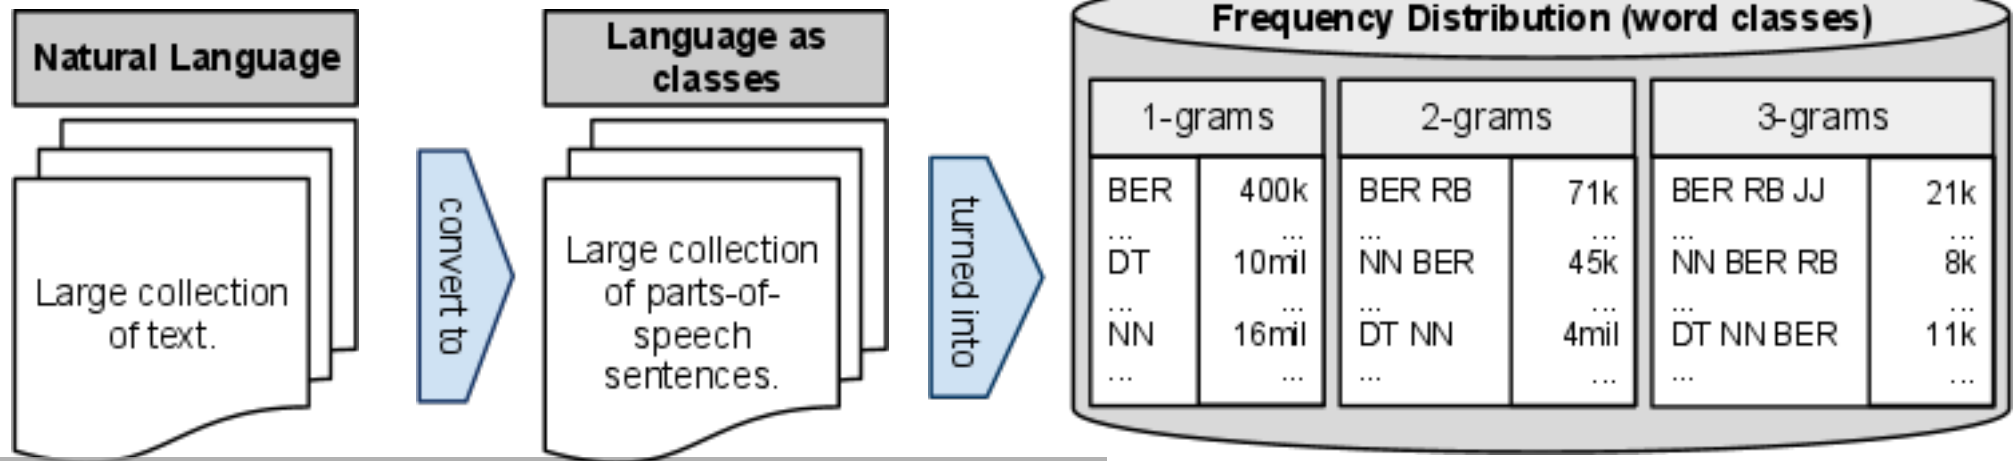 Natural Language
Large collection
of text.
convert to
Language as
classes
Large collection
of parts-of-
speech
sentences.
turned into
Frequency Distribution (word classes)
1-grams
BER 400k
... ...
DT 10mil
... ...
NN 16mil
... ...
2-grams
BER RB 71k
... ...
NN BER 45k
... ...
DT NN 4mil
... ...
3-grams
BER RB JJ 21k
... ...
NN BER RB 8k
... ...
DT NN BER 11k
... ...